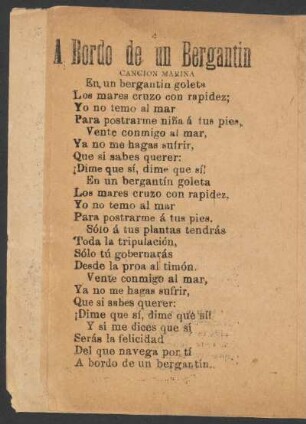 A Bordo de un Bergantin
CANCION MARINA
En un bergantin goleta
Los mares cruzo con rapidez;
Yo no temo al mar
Para postrarme niña á tus pies,
Vente conmigo al mar,
Ya no me hagas sufrir,
Que si sabes querer:
¡Dime que sí, dime que sí!
En un bergantín goleta
Los mares cruzo con rapidez,
Yo no temo al mar
Para postrarme á tus pies.
Sólo á tus plantas tendrás
Toda la tripulación,
Sólo tú gobernarás
Desde la proa al timón.
Vente conmigo al mar,
Ya no me hagas sufrir,
Que si sabes querer:
¡Dime que sí, dime que sí!
Y si me dices que sí
Serás la felicidad
Del que navega por tí
A bordo de un bergantín.